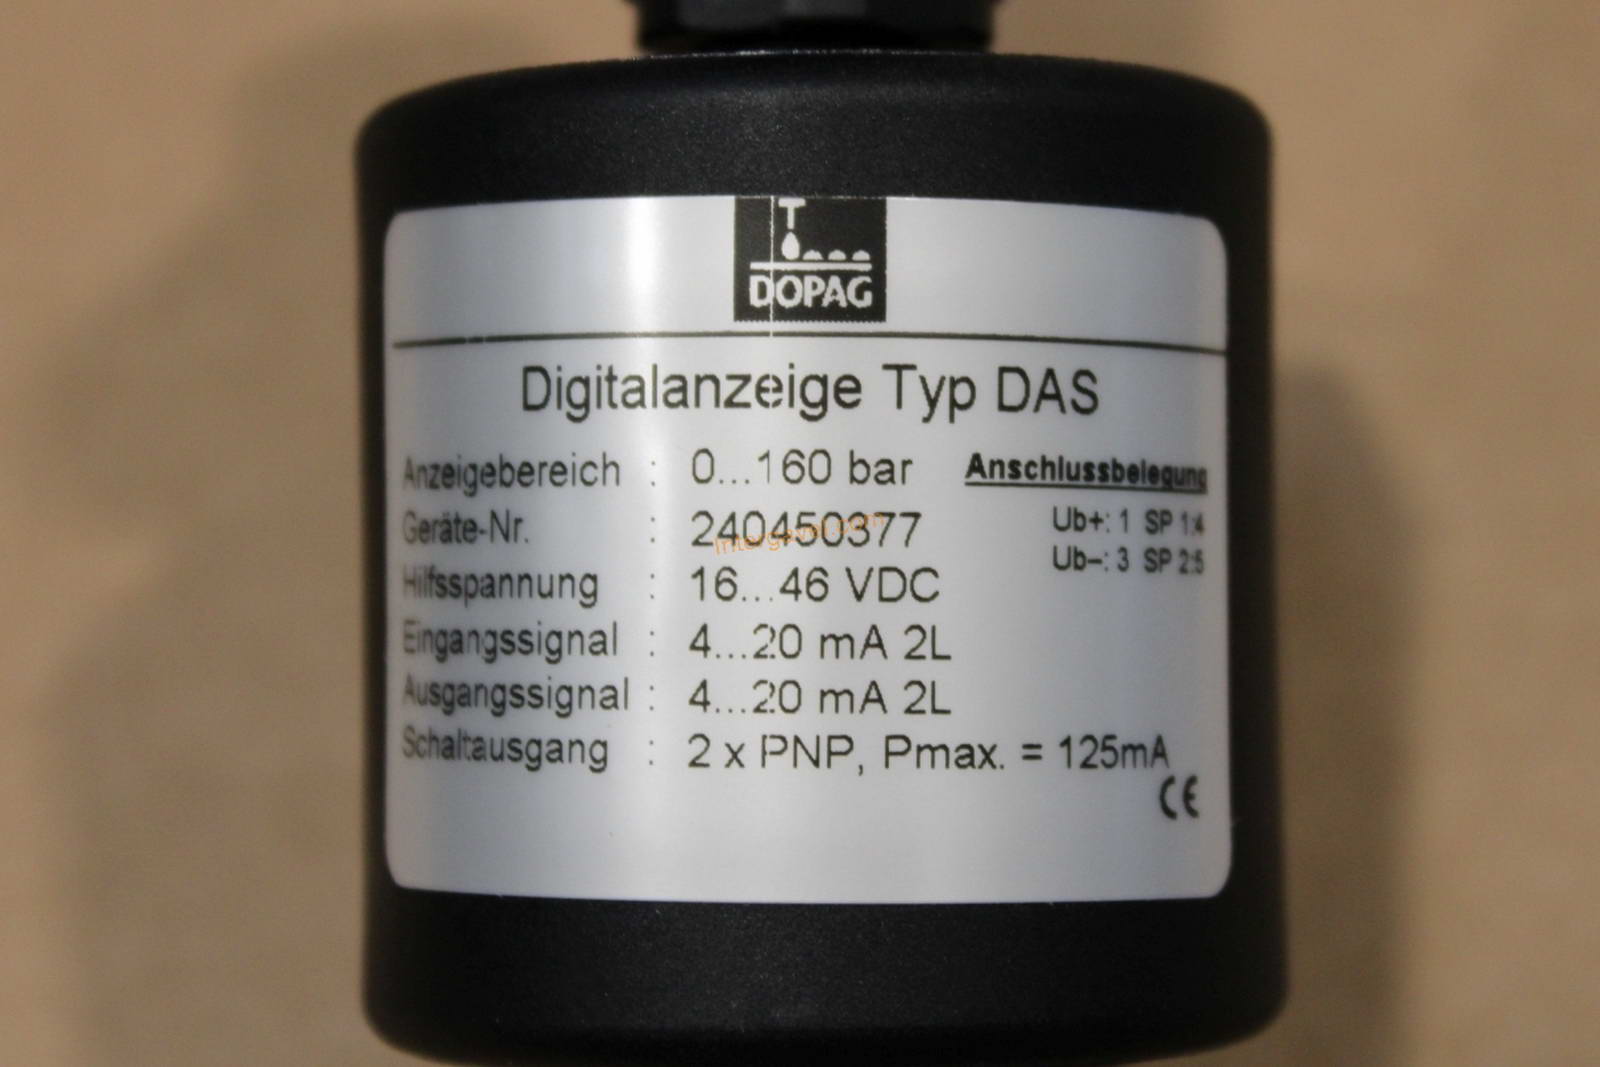 DOPAG
Digitalanzeige Typ DAS
Anzeigebereich : 0...160 bar
Anschlussbelegung
Geräte-Nr. : 240450377
Ub+: 1 SP 1:4
Ub–: 3 SP 2:5
Hilfsspannung : 16...46 VDC
Eingangssignal : 4...20 mA 2L
Ausgangssignal : 4...20 mA 2L
Schaltausgang : 2 x PNP, Pmax. = 125mA
CE
Intergavel.com